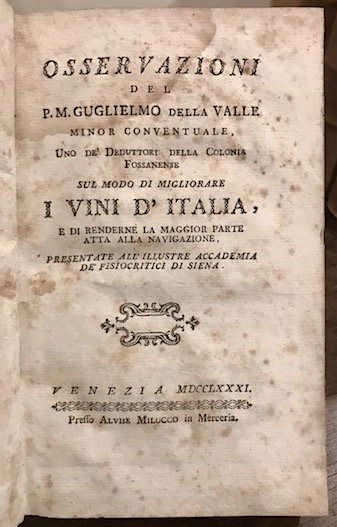 OSSERVAZIONI
DEL
P. M. GUGLIELMO DELLA VALLE
MINOR CONVENTUALE,
UNO DE' DEDUTTORI DELLA COLONIA
FOSSANENSE
SUL MODO DI MIGLIORARE
I VINI D' ITALIA,
E DI RENDERNE LA MAGGIOR PARTE
ATTA ALLA NAVIGAZIONE,
PRESENTATE ALL' ILLUSTRE ACCADEMIA
DE' FISIOCRITICI DI SIENA.
VENEZIA MDCCLXXXI.
Presso ALVISE MILOCCO in Merceria.